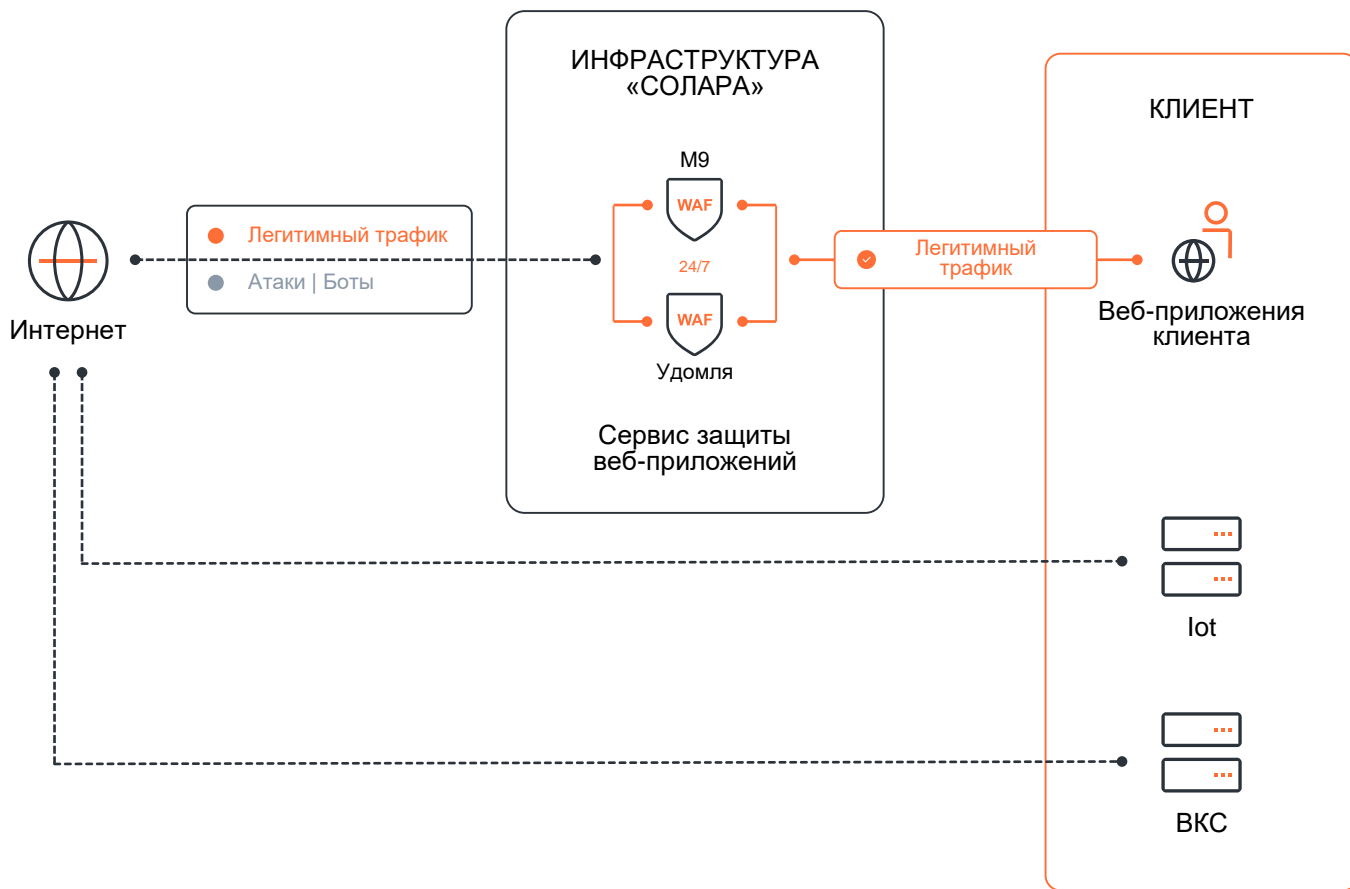 ИНФРАСТРУКТУРА
«СОЛАРА»
КЛИЕНТ
М9
WAF
24/7
WAF
Удомля
Сервис защиты
веб-приложений
Легитимный трафик
Атаки | Боты
Интернет
Легитимный
трафик
Веб-приложения
клиента
Iot
ВКС